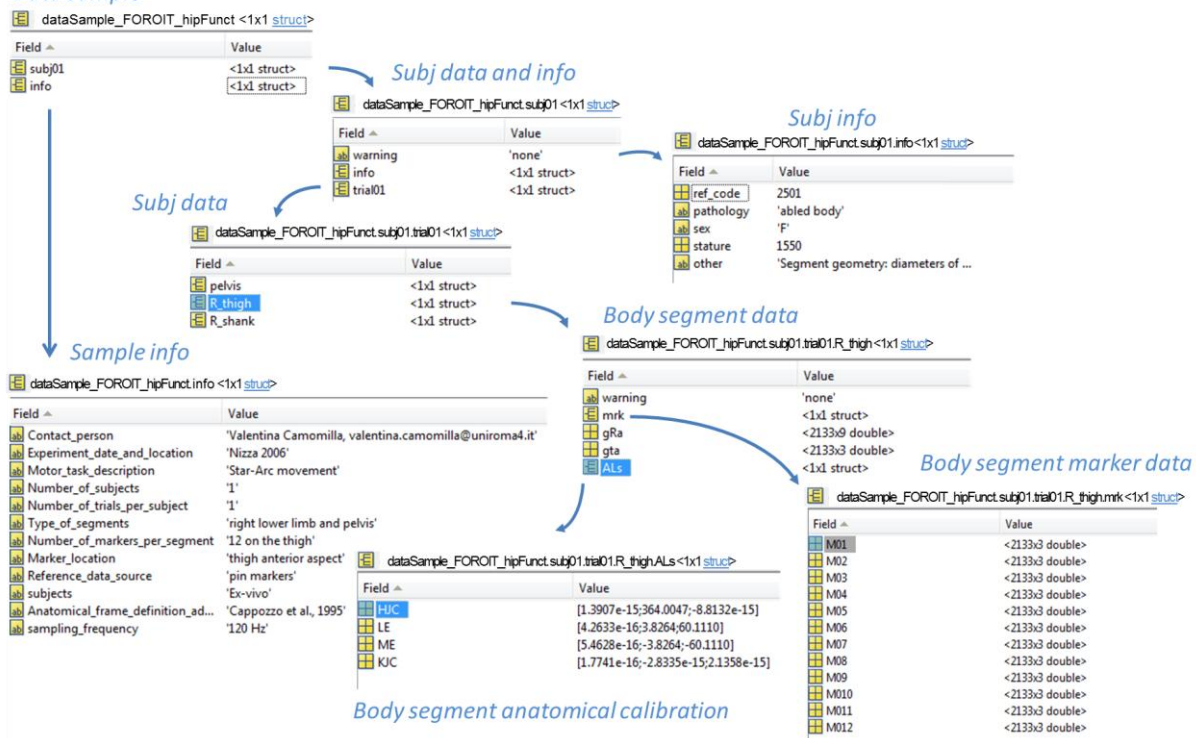 dataSample_FOROIT_hipFunct <1x1 struct>
Field Value
subj01 <1x1 struct>
info <1x1 struct>
Subj data and info
dataSample_FOROIT_hipFunct.subj01 <1x1 struct>
Field Value
warning 'none'
info <1x1 struct>
trial01 <1x1 struct>
Subj info
dataSample_FOROIT_hipFunct.subj01.info <1x1 struct>
Field Value
ref_code 2501
pathology 'abled body'
sex 'F'
stature 1550
other 'Segment geometry: diameters of ...
Subj data
dataSample_FOROIT_hipFunct.subj01.trial01 <1x1 struct>
Field Value
pelvis <1x1 struct>
R_thigh <1x1 struct>
R_shank <1x1 struct>
Sample info
dataSample_FOROIT_hipFunct.info <1x1 struct>
Field Value
Contact_person 'Valentina Camomilla, valentina.camomilla@uniroma4.it'
Experiment_date_and_location 'Nizza 2006'
Motor_task_description 'Star-Arc movement'
Number_of_subjects '1'
Number_of_trials_per_subject '1'
Type_of_segments 'right lower limb and pelvis'
Number_of_markers_per_segment '12 on the thigh'
Marker_location 'thigh anterior aspect'
Reference_data_source 'pin markers'
subjects 'Ex-vivo'
Anatomical_frame_definition_ad... 'Cappozzo et al., 1995'
sampling_frequency '120 Hz'
Body segment data
dataSample_FOROIT_hipFunct.subj01.trial01.R_thigh <1x1 struct>
Field Value
warning 'none'
mrk <1x1 struct>
gRa <2133x9 double>
gta <2133x3 double>
ALs <1x1 struct>
dataSample_FOROIT_hipFunct.subj01.trial01.R_thigh.ALs <1x1 struct>
Field Value
HJC [1.3907e-15;364.0047;-8.8132e-15]
LE [4.2633e-16;3.8264;60.1110]
ME [5.4628e-16;-3.8264;-60.1110]
KJC [1.7741e-16;-2.8335e-15;2.1358e-15]
Body segment anatomical calibration
Body segment marker data
dataSample_FOROIT_hipFunct.subj01.trial01.R_thigh.mrk <1x1 struct>
Field Value
M01 <2133x3 double>
M02 <2133x3 double>
M03 <2133x3 double>
M04 <2133x3 double>
M05 <2133x3 double>
M06 <2133x3 double>
M07 <2133x3 double>
M08 <2133x3 double>
M09 <2133x3 double>
M010 <2133x3 double>
M011 <2133x3 double>
M012 <2133x3 double>